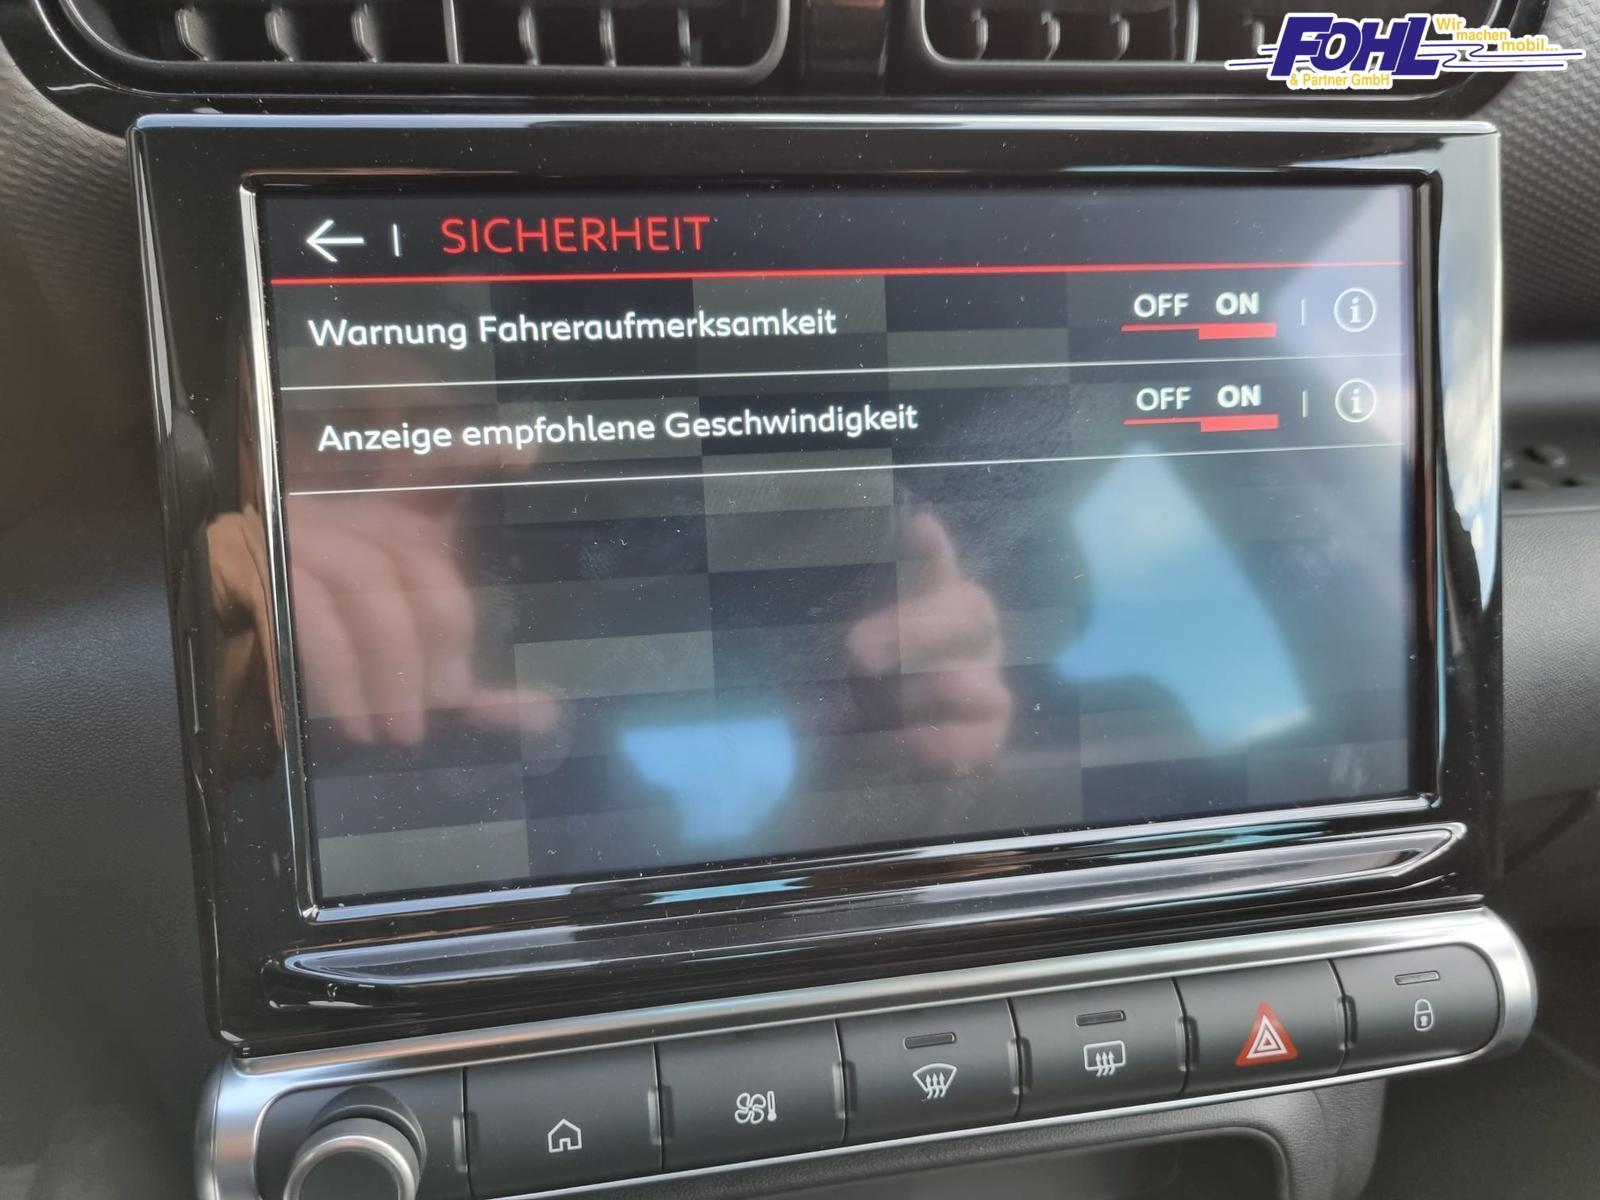 FOHL Wir
machen
mobil...
& Partner GmbH
SICHERHEIT
Warnung Fahreraufmerksamkeit OFF ON i
Anzeige empfohlene Geschwindigkeit OFF ON i